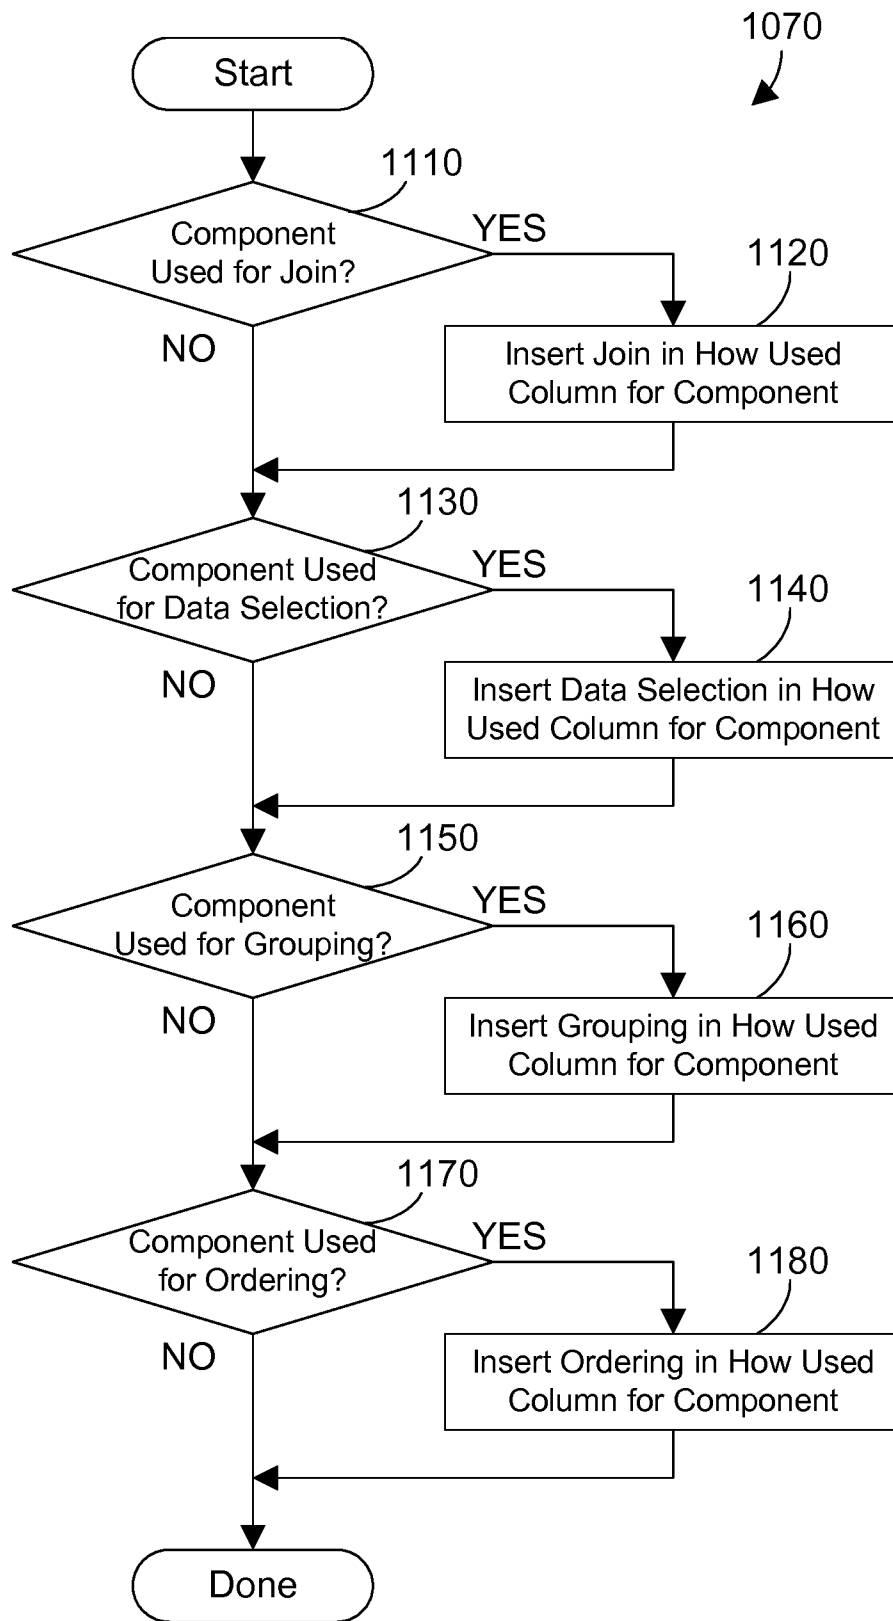 1070
Start
1110
Component
Used for Join?
YES
NO
1120
Insert Join in How Used
Column for Component
1130
Component Used
for Data Selection?
YES
NO
1140
Insert Data Selection in How
Used Column for Component
1150
Component
Used for Grouping?
YES
NO
1160
Insert Grouping in How Used
Column for Component
1170
Component Used
for Ordering?
YES
NO
1180
Insert Ordering in How Used
Column for Component
Done